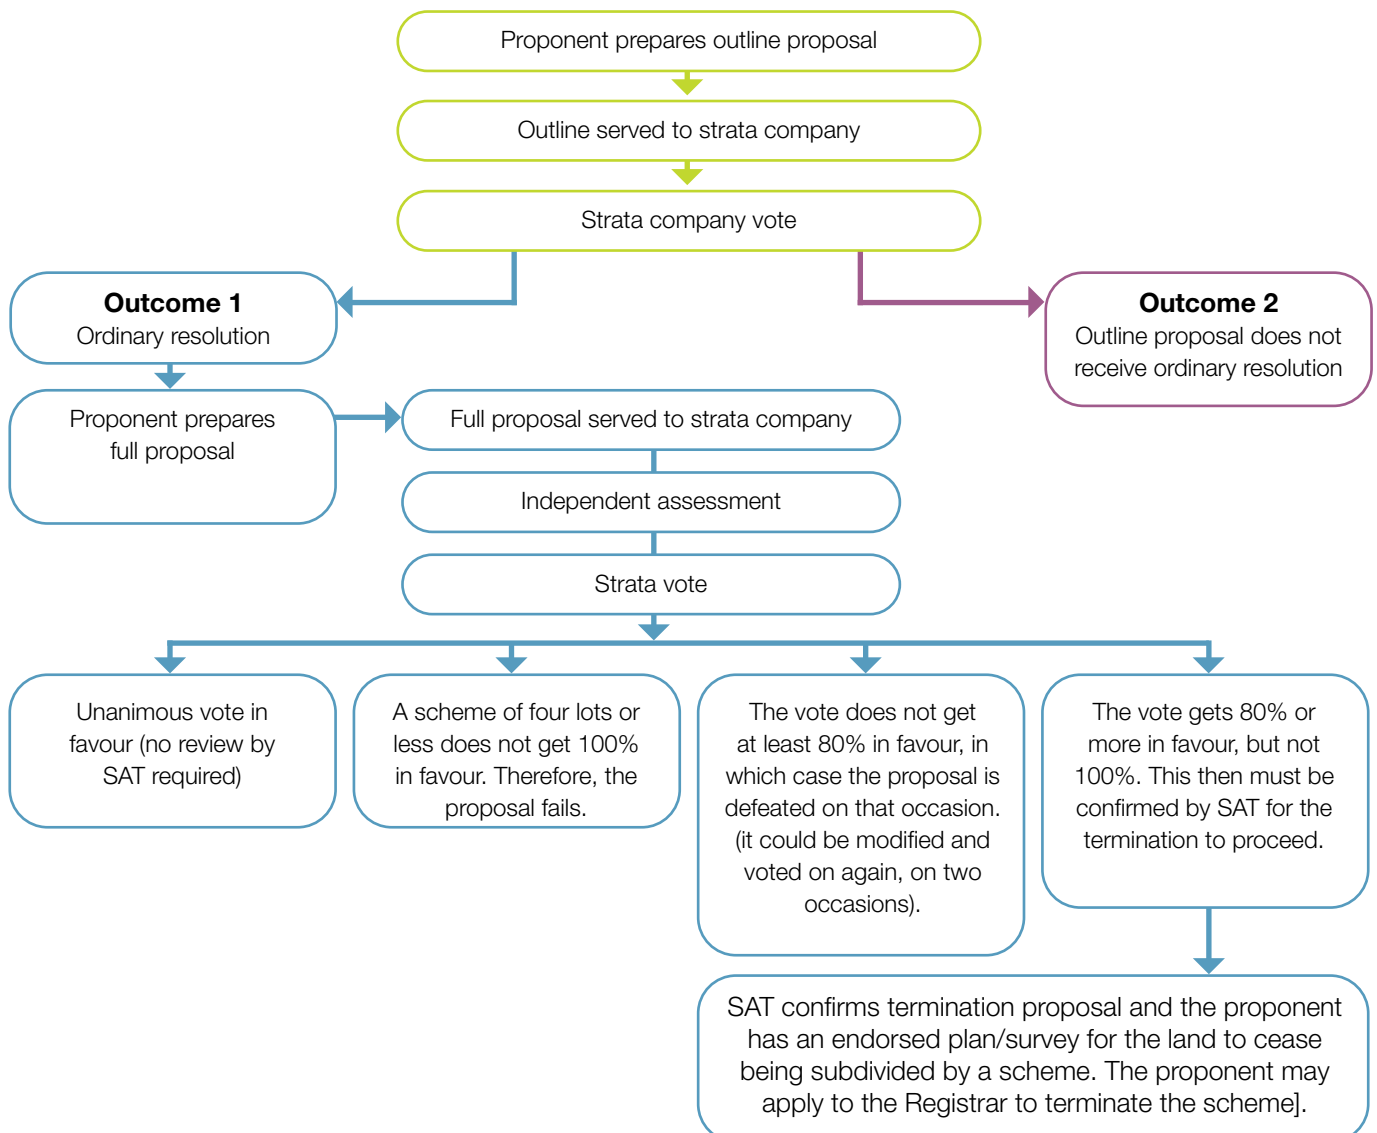 Proponent prepares outline proposal
Outline served to strata company
Strata company vote
Outcome 1
Ordinary resolution
Outcome 2
Outline proposal does not
receive ordinary resolution
Proponent prepares
full proposal
Full proposal served to strata company
Independent assessment
Strata vote
Unanimous vote in
favour (no review by
SAT required)
A scheme of four lots or
less does not get 100%
in favour. Therefore, the
proposal fails.
The vote does not get
at least 80% in favour, in
which case the proposal is
defeated on that occasion.
(it could be modified and
voted on again, on two
occasions).
The vote gets 80% or
more in favour, but not
100%. This then must be
confirmed by SAT for the
termination to proceed.
SAT confirms termination proposal and the proponent
has an endorsed plan/survey for the land to cease
being subdivided by a scheme. The proponent may
apply to the Registrar to terminate the scheme].